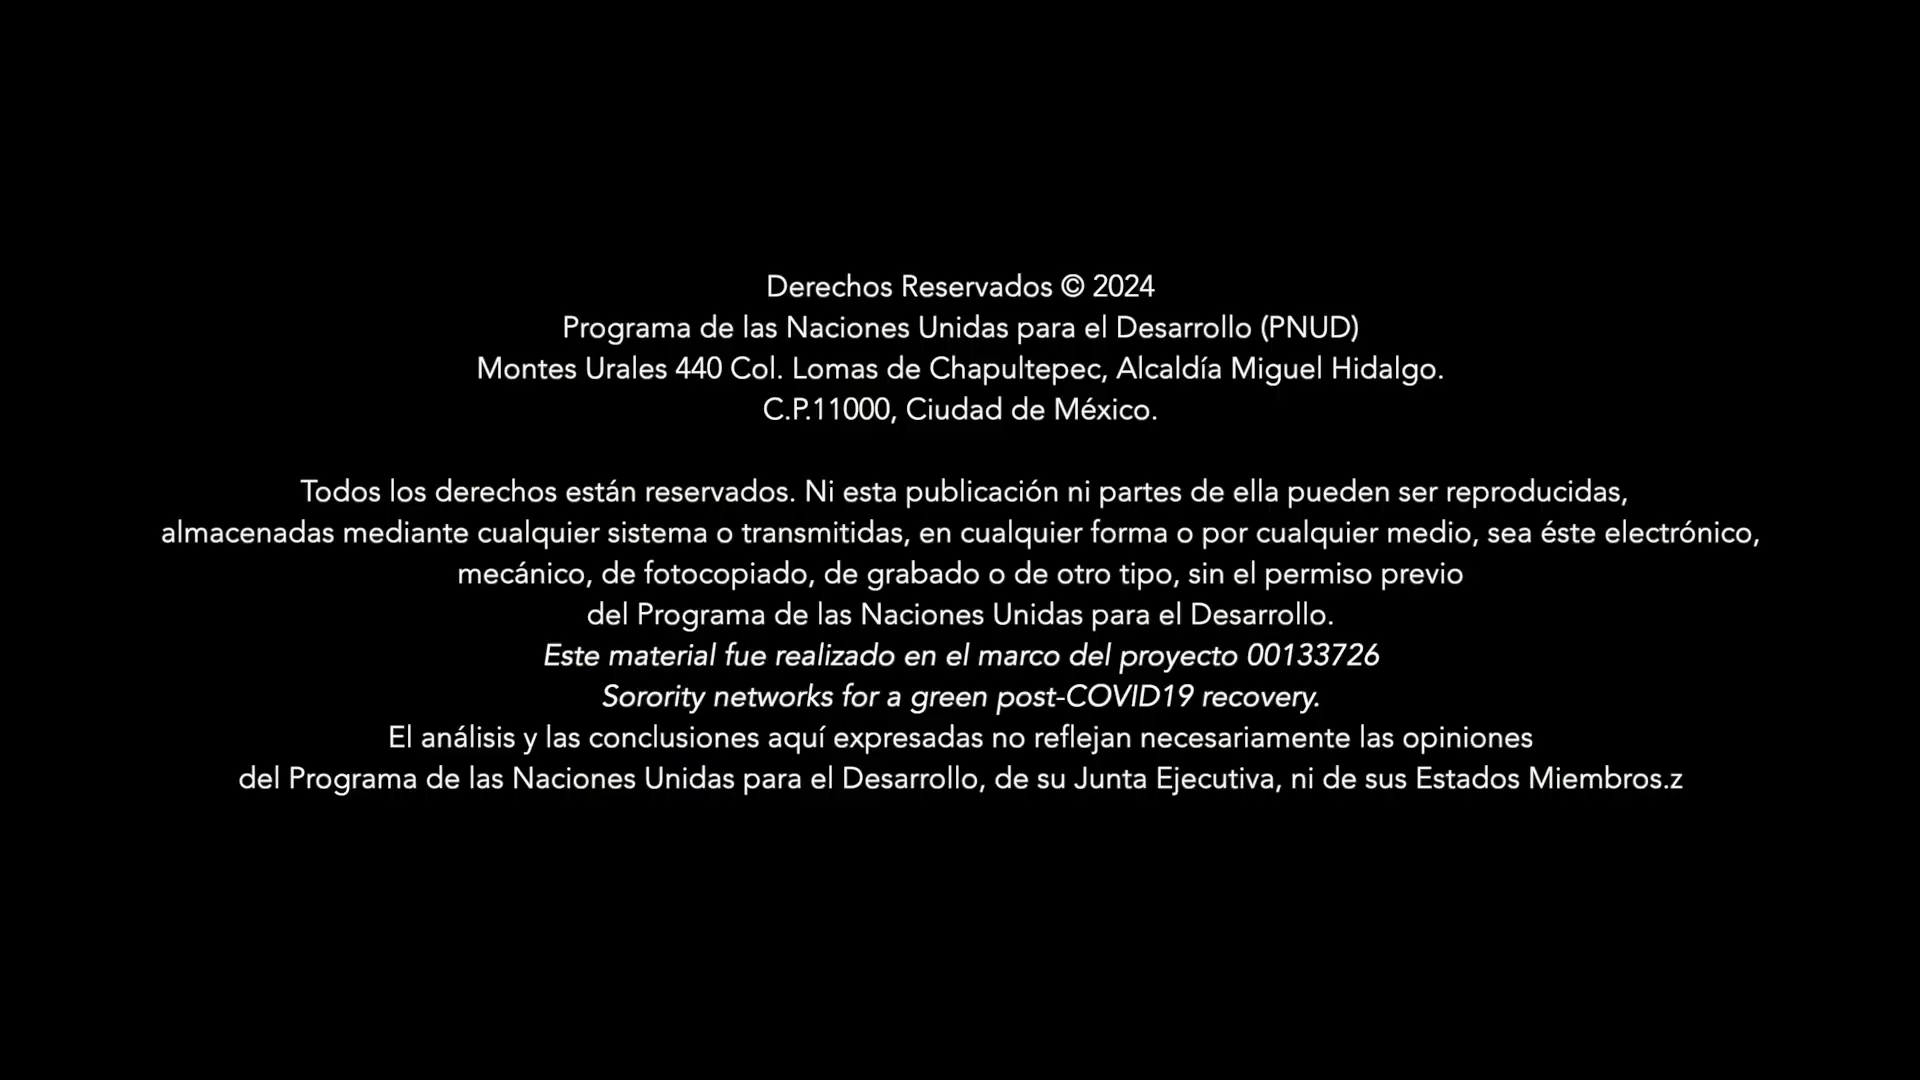 Derechos Reservados © 2024
Programa de las Naciones Unidas para el Desarrollo (PNUD)
Montes Urales 440 Col. Lomas de Chapultepec, Alcaldía Miguel Hidalgo.
C.P.11000, Ciudad de México.
Todos los derechos están reservados. Ni esta publicación ni partes de ella pueden ser reproducidas,
almacenadas mediante cualquier sistema o transmitidas, en cualquier forma o por cualquier medio, sea éste electrónico,
mecánico, de fotocopiado, de grabado o de otro tipo, sin el permiso previo
del Programa de las Naciones Unidas para el Desarrollo.
Este material fue realizado en el marco del proyecto 00133726
Sorority networks for a green post-COVID19 recovery.
El análisis y las conclusiones aquí expresadas no reflejan necesariamente las opiniones
del Programa de las Naciones Unidas para el Desarrollo, de su Junta Ejecutiva, ni de sus Estados Miembros.z